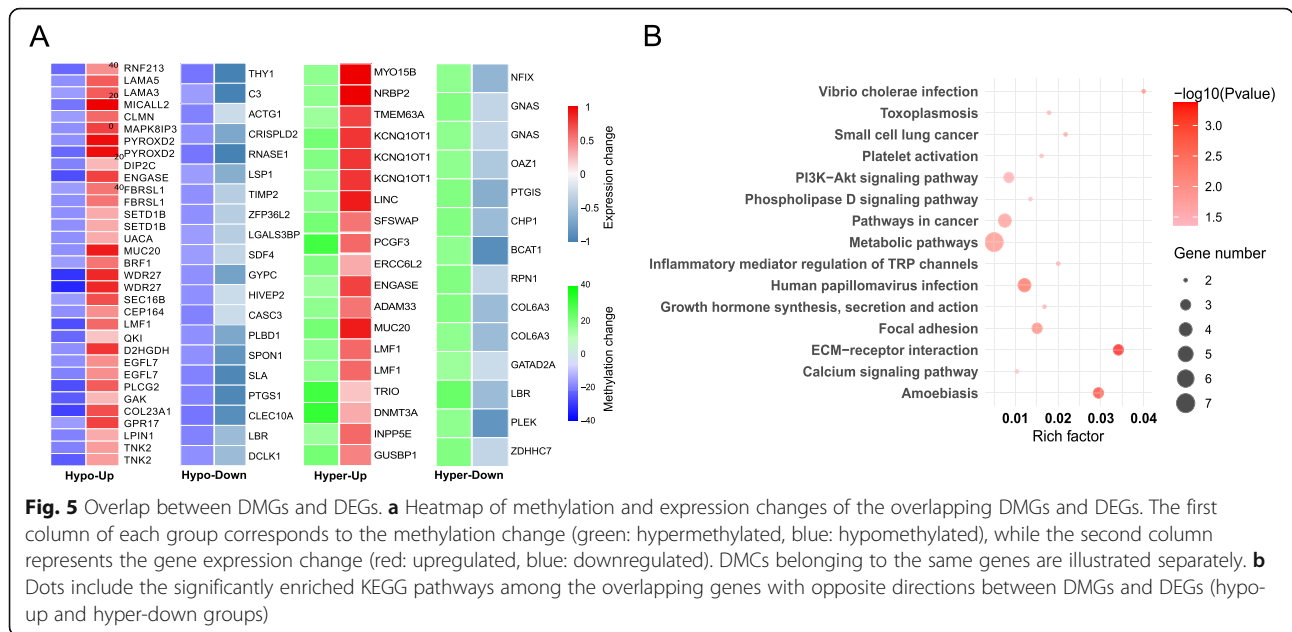 A
RNF213
LAMA5
LAMA3
MICALL2
CLMN
MAPK8IP3
PYROXD2
PYROXD2
DIP2C
ENGASE
FBRSL1
FBRSL1
SETD1B
SETD1B
UACA
MUC20
BRF1
WDR27
WDR27
SEC16B
CEP164
LMF1
QKI
D2HGDH
EGFL7
EGFL7
PLCG2
GAK
COL23A1
GPR17
LPIN1
TNK2
TNK2
40
20
0
20
40
Hypo-Up
THY1
C3
ACTG1
CRISPLD2
RNASE1
LSP1
TIMP2
ZFP36L2
LGALS3BP
SDF4
GYPC
HIVEP2
CASC3
PLBD1
SPON1
SLA
PTGS1
CLEC10A
LBR
DCLK1
Hypo-Down
MYO15B
NRBP2
TMEM63A
KCNQ1OT1
KCNQ1OT1
KCNQ1OT1
LINC
SFSWAP
PCGF3
ERCC6L2
ENGASE
ADAM33
MUC20
LMF1
LMF1
TRIO
DNMT3A
INPP5E
GUSBP1
Hyper-Up
NFIX
GNAS
GNAS
OAZ1
PTGIS
CHP1
BCAT1
RPN1
COL6A3
COL6A3
GATAD2A
LBR
PLEK
ZDHHC7
Hyper-Down
1
0.5
0
−0.5
−1
Expression change
40
20
0
−20
−40
Methylation change
B
Vibrio cholerae infection
Toxoplasmosis
Small cell lung cancer
Platelet activation
PI3K−Akt signaling pathway
Phospholipase D signaling pathway
Pathways in cancer
Metabolic pathways
Inflammatory mediator regulation of TRP channels
Human papillomavirus infection
Growth hormone synthesis, secretion and action
Focal adhesion
ECM−receptor interaction
Calcium signaling pathway
Amoebiasis
0.01 0.02 0.03 0.04
Rich factor
−log10(Pvalue)
3.0
2.5
2.0
1.5
Gene number
2
3
4
5
6
7
Fig. 5 Overlap between DMGs and DEGs. a Heatmap of methylation and expression changes of the overlapping DMGs and DEGs. The first
column of each group corresponds to the methylation change (green: hypermethylated, blue: hypomethylated), while the second column
represents the gene expression change (red: upregulated, blue: downregulated). DMCs belonging to the same genes are illustrated separately. b
Dots include the significantly enriched KEGG pathways among the overlapping genes with opposite directions between DMGs and DEGs (hypo-
up and hyper-down groups)